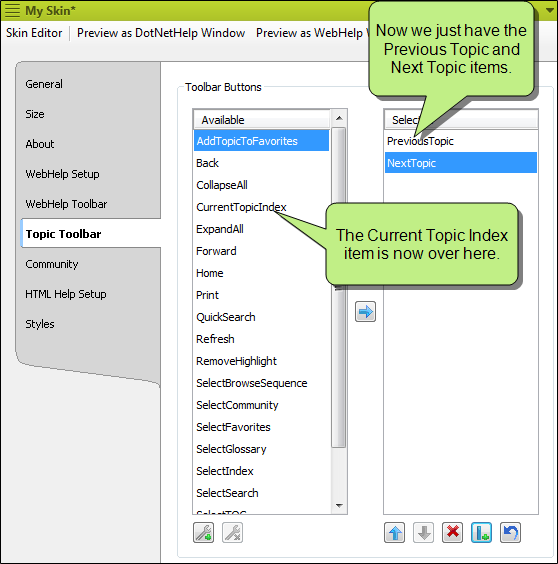 My Skin*
Skin Editor Preview as DotNetHelp Window Preview as WebHelp
Now we just have the
Previous Topic and
Next Topic items.
General
Size
About
WebHelp Setup
WebHelp Toolbar
Topic Toolbar
Community
HTML Help Setup
Styles
Toolbar Buttons
Available
AddTopicToFavorites
Back
CollapseAll
CurrentTopicIndex
ExpandAll
Forward
Home
Print
QuickSearch
Refresh
RemoveHighlight
SelectBrowseSequence
SelectCommunity
SelectFavorites
SelectGlossary
SelectIndex
SelectSearch
SelectTOC
PreviousTopic
NextTopic
The Current Topic Index
item is now over here.